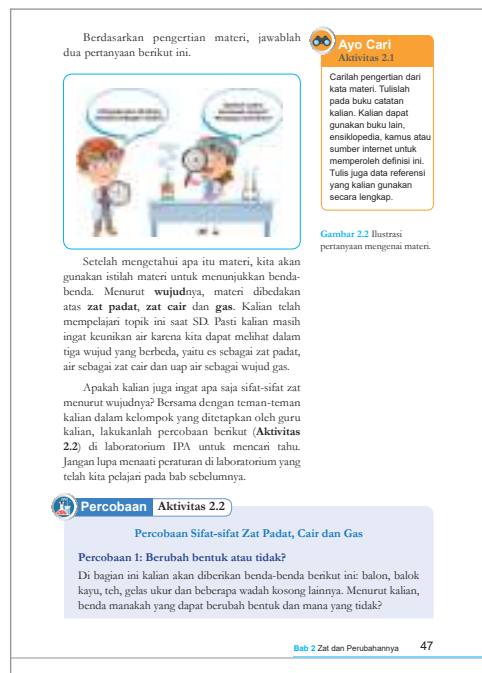 Berdasarkan pengertian materi, jawablah
dua pertanyaan berikut ini.
Ayo Cari
Aktivitas 2.1
Carilah pengertian dari
kata materi. Tulislah
pada buku catatan
kalian. Kalian dapat
gunakan buku lain,
ensiklopedia, kamus atau
sumber internet untuk
memperoleh definisi ini.
Tulis juga data referensi
yang kalian gunakan
secara lengkap.
Gambar 2.2 Ilustrasi
pertanyaan mengenai materi.
Setelah mengetahui apa itu materi, kita akan
gunakan istilah materi untuk menunjukkan benda-
benda. Menurut wujudnya, materi dibedakan
atas zat padat, zat cair dan gas. Kalian telah
mempelajari topik ini saat SD. Pasti kalian masih
ingat keunikan air karena kita dapat melihat dalam
tiga wujud yang berbeda, yaitu es sebagai zat padat,
air sebagai zat cair dan uap air sebagai wujud gas.
Apakah kalian juga ingat apa saja sifat-sifat zat
menurut wujudnya? Bersama dengan teman-teman
kalian dalam kelompok yang ditetapkan oleh guru
kalian, lakukanlah percobaan berikut (Aktivitas
2.2) di laboratorium IPA untuk mencari tahu.
Jangan lupa menaati peraturan di laboratorium yang
telah kita pelajari pada bab sebelumnya.
Percobaan Aktivitas 2.2
Percobaan Sifat-sifat Zat Padat, Cair dan Gas
Percobaan 1: Berubah bentuk atau tidak?
Di bagian ini kalian akan diberikan benda-benda berikut ini: balon, balok
kayu, teh, gelas ukur dan beberapa wadah kosong lainnya. Menurut kalian,
benda manakah yang dapat berubah bentuk dan mana yang tidak?
Bab 2 Zat dan Perubahannya 47